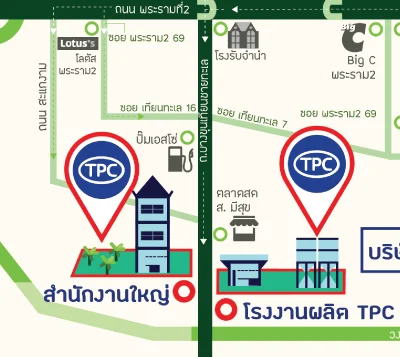 ถนน พระรามที่2
Lotus's
โลตัส
พระราม2
ซอย พระราม2 69
ถนน สะแกงาม
ซอย เทียนทะเล 16
ปั๊มเอสโซ่
TPC
สำนักงานใหญ่
ถ.บางขุนเทียนชายทะเล
โรงรับจำนำ
Big C
พระราม2
ซอย เทียนทะเล 7
ซอย พระราม2 69
TPC
ตลาดสด
ส. มีสุข
บริษั
โรงงานผลิต TPC